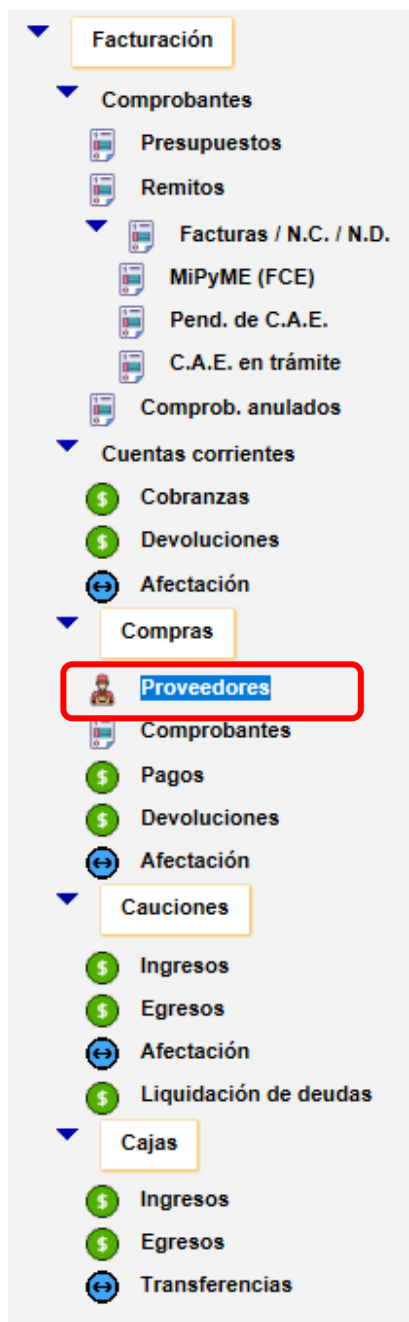 Facturación
Comprobantes
Presupuestos
Remitos
Facturas / N.C. / N.D.
MiPyME (FCE)
Pend. de C.A.E.
C.A.E. en trámite
Comprob. anulados
Cuentas corrientes
Cobranzas
Devoluciones
Afectación
Compras
Proveedores
Comprobantes
Pagos
Devoluciones
Afectación
Cauciones
Ingresos
Egresos
Afectación
Liquidación de deudas
Cajas
Ingresos
Egresos
Transferencias